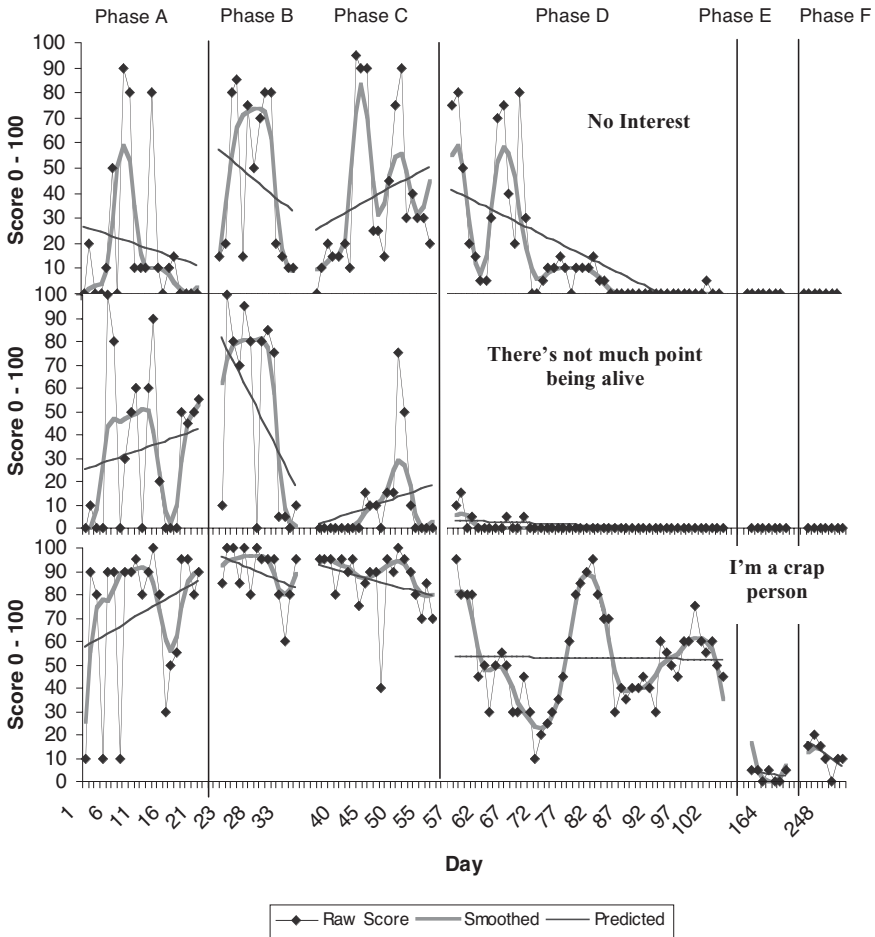 Phase A Phase B Phase C Phase D Phase E Phase F
Score 0 - 100
100
90
80
70
60
50
40
30
20
10
No Interest
Score 0 - 100
100
90
80
70
60
50
40
30
20
10
0
There's not much point
being alive
Score 0 - 100
100
90
80
70
60
50
40
30
20
10
0
I'm a crap
person
1 6 11 16 21 23 28 33 40 45 50 55 57 62 67 72 77 82 87 92 97 102 164 248
Day
Raw Score Smoothed Predicted